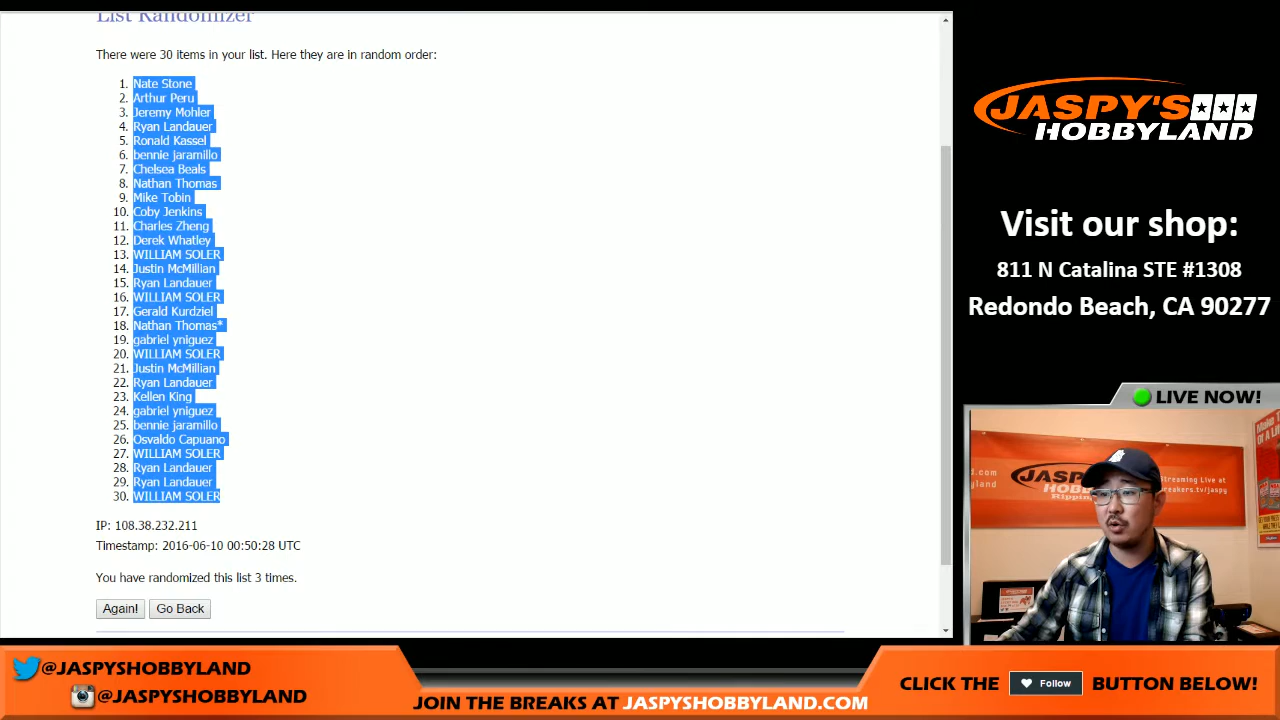 List Randomizer
There were 30 items in your list. Here they are in random order:
1. Nate Stone
2. Arthur Peru
3. Jeremy Mohler
4. Ryan Landauer
5. Ronald Kassel
6. bennie jaramillo
7. Chelsea Beals
8. Nathan Thomas
9. Mike Tobin
10. Coby Jenkins
11. Charles Zheng
12. Derek Whatley
13. WILLIAM SOLER
14. Justin McMillian
15. Ryan Landauer
16. WILLIAM SOLER
17. Gerald Kurdziel
18. Nathan Thomas*
19. gabriel yniguez
20. WILLIAM SOLER
21. Justin McMillian
22. Ryan Landauer
23. Kellen King
24. gabriel yniguez
25. bennie jaramillo
26. Osvaldo Capuano
27. WILLIAM SOLER
28. Ryan Landauer
29. Ryan Landauer
30. WILLIAM SOLER
IP: 108.38.232.211
Timestamp: 2016-06-10 00:50:28 UTC
You have randomized this list 3 times.
Again! Go Back
JASPY'S
HOBBYLAND
Visit our shop:
811 N Catalina STE #1308
Redondo Beach, CA 90277
LIVE NOW!
JASPY
Streaming Live at
@JASPYSHOBBYLAND
@JASPYSHOBBYLAND
JOIN THE BREAKS AT JASPYSHOBBYLAND.COM
CLICK THE Follow BUTTON BELOW!